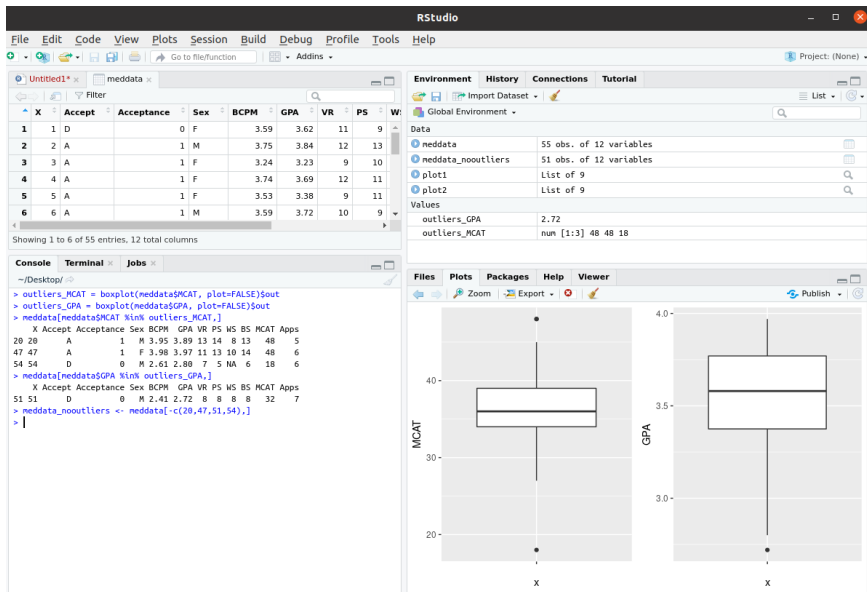 RStudio
File Edit Code View Plots Session Build Debug Profile Tools Help
Go to file/function Addins Project: (None)
Untitled1* meddata
Filter
X Accept Acceptance Sex BCPM GPA VR PS WS
1 1 D 0 F 3.59 3.62 11 9
2 2 A 1 M 3.75 3.84 12 13
3 3 A 1 F 3.24 3.23 9 10
4 4 A 1 F 3.74 3.69 12 11
5 5 A 1 F 3.53 3.38 9 11
6 6 A 1 M 3.59 3.72 10 9
Showing 1 to 6 of 55 entries, 12 total columns
Console Terminal Jobs
~/Desktop/
> outliers_MCAT = boxplot(meddata$MCAT, plot=FALSE)$out
> outliers_GPA = boxplot(meddata$GPA, plot=FALSE)$out
> meddata[meddata$MCAT %in% outliers_MCAT,]
X Accept Acceptance Sex BCPM GPA VR PS WS BS MCAT Apps
20 20 A 1 M 3.95 3.89 13 14 8 13 48 5
47 47 A 1 F 3.98 3.97 11 13 10 14 48 6
54 54 D 0 M 2.61 2.80 7 5 NA 6 18 6
> meddata[meddata$GPA %in% outliers_GPA,]
X Accept Acceptance Sex BCPM GPA VR PS WS BS MCAT Apps
51 51 D 0 M 2.41 2.72 8 8 8 8 32 7
> meddata_nooutliers <- meddata[-c(20,47,51,54),]
>
Environment History Connections Tutorial
Import Dataset List
Global Environment
Data
meddata 55 obs. of 12 variables
meddata_nooutliers 51 obs. of 12 variables
plot1 List of 9
plot2 List of 9
Values
outliers_GPA 2.72
outliers_MCAT num [1:3] 48 48 18
Files Plots Packages Help Viewer
Zoom Export Publish
MCAT
40
30
20
x
GPA
4.0
3.5
3.0
x